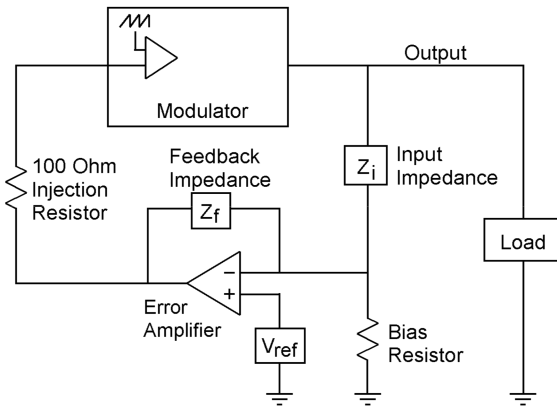 Output
Modulator
100 Ohm
Injection
Resistor
Feedback
Impedance
Zf
Zi
Input
Impedance
Load
−
+
Error
Amplifier
Vref
Bias
Resistor